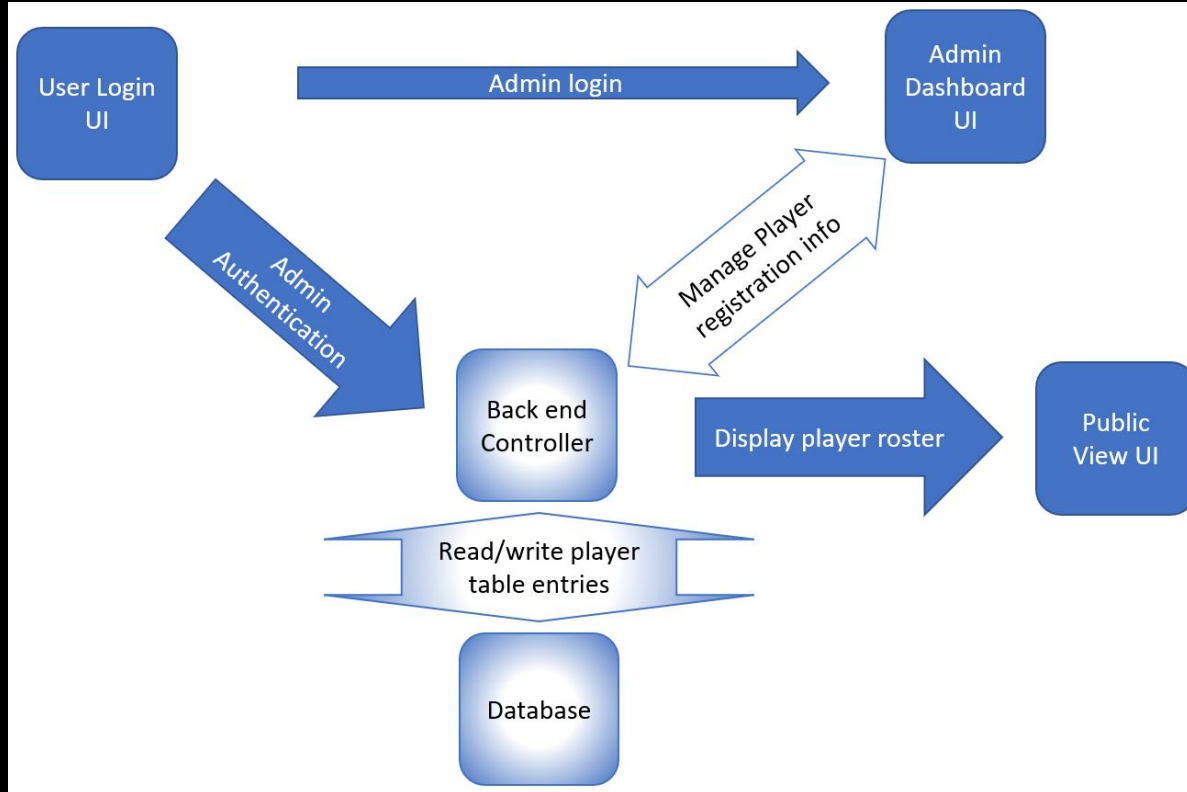 User Login
UI
Admin login
Admin
Dashboard
UI
Admin
Authentication
Manage Player
registration info
Back end
Controller
Display player roster
Public
View UI
Read/write player
table entries
Database